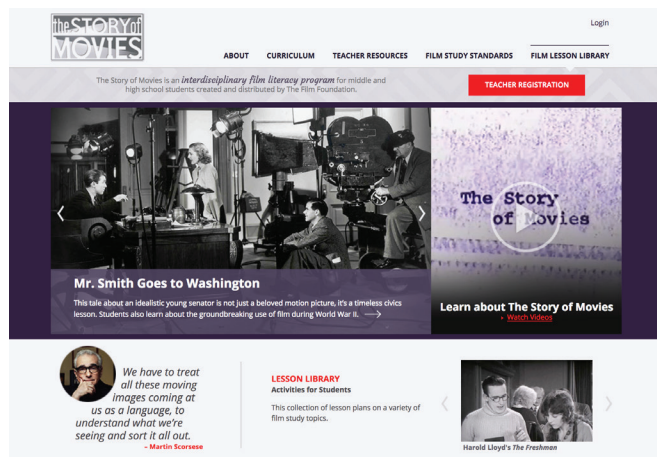 the STORY of
MOVIES
Login
ABOUT CURRICULUM TEACHER RESOURCES FILM STUDY STANDARDS FILM LESSON LIBRARY
The Story of Movies is an interdisciplinary film literacy program for middle and
high school students created and distributed by The Film Foundation.
TEACHER REGISTRATION
The Story
of Movies
Mr. Smith Goes to Washington
This tale about an idealistic young senator is not just a beloved motion picture, it's a timeless civics
lesson. Students also learn about the groundbreaking use of film during World War II.
Learn about The Story of Movies
Watch Videos
We have to treat
all these moving
images coming at
us as a language, to
understand what we're
seeing and sort it all out.
– Martin Scorsese
LESSON LIBRARY
Activities for Students
This collection of lesson plans on a variety of
film study topics.
Harold Lloyd's The Freshman